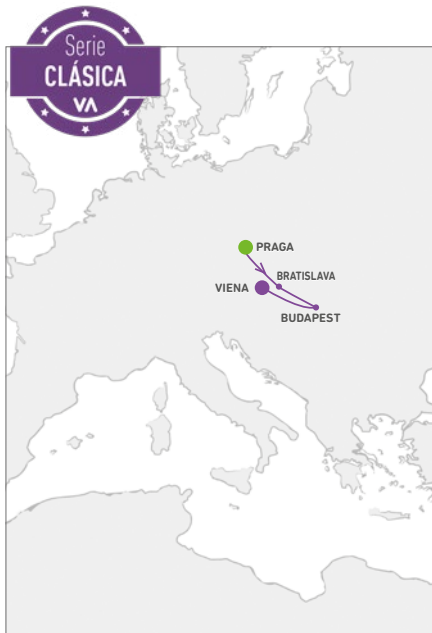 Serie
CLÁSICA
VA
PRAGA
BRATISLAVA
VIENA
BUDAPEST